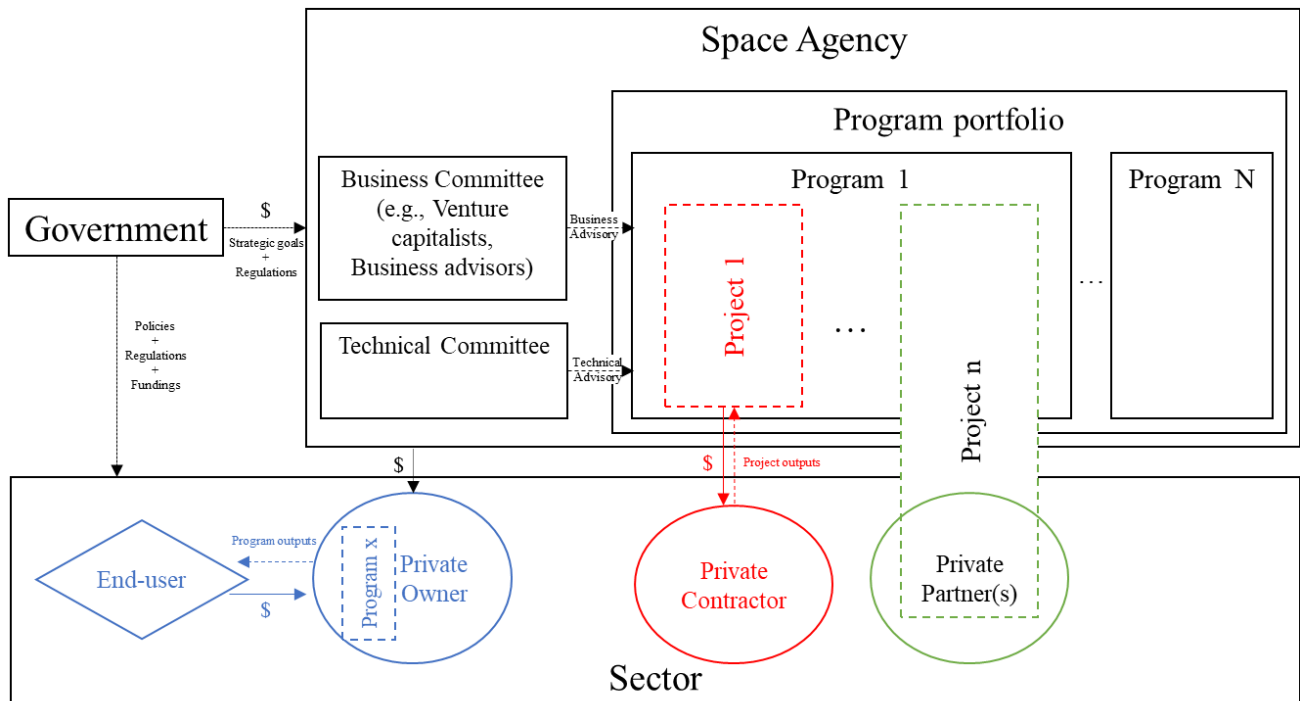 Space Agency
Program portfolio
Business Committee
(e.g., Venture
capitalists,
Business advisors)
Program 1
Program N
Government
$
Strategic goals
+
Regulations
Business
Advisory
Project 1
...
...
Technical Committee
Technical
Advisory
Project n
Policies
+
Regulations
+
Fundings
$
$
Project outputs
Program outputs
End-user
$
Program x
Private
Owner
Private
Contractor
Private
Partner(s)
Sector